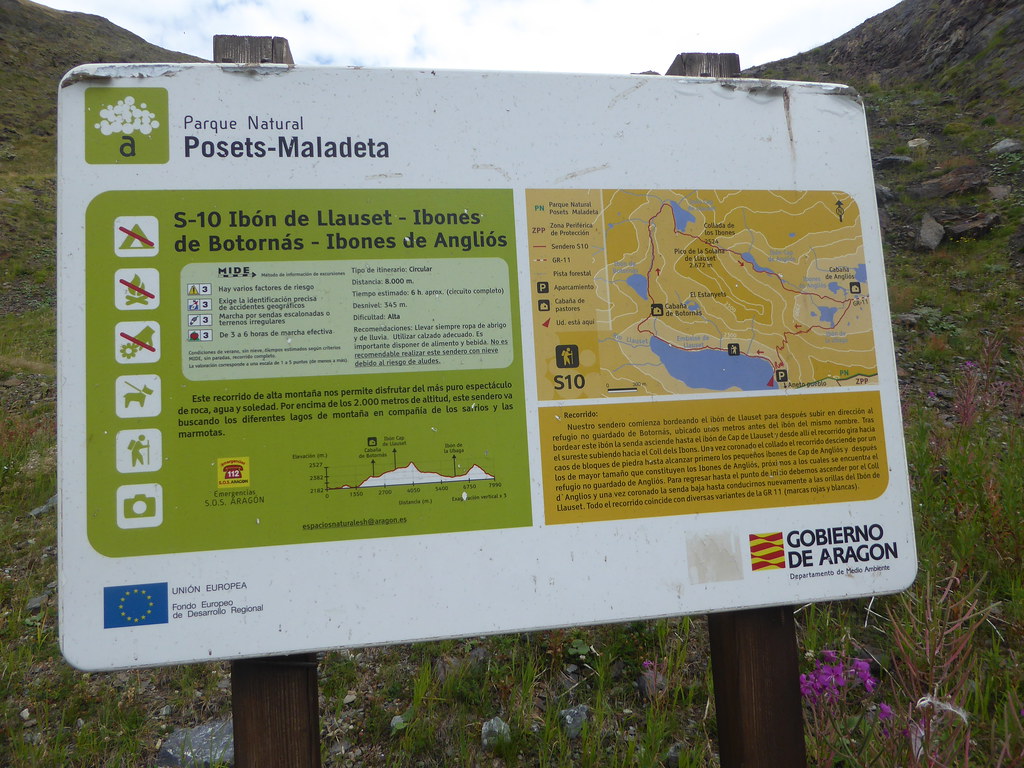 a
Parque Natural
Posets-Maladeta
S-10 Ibón de Llauset - Ibones
de Botornás - Ibones de Angliós
MIDE
Método de información de excursiones
3 Hay varios factores de riesgo
3 Exige la identificación precisa
de accidentes geográficos
3 Marcha por sendas escalonadas o
terrenos irregulares
3 De 3 a 6 horas de marcha efectiva
Condiciones de verano, sin nieve, tiempos estimados según criterios
MIDE, sin paradas, recorrido completo.
La valoración corresponde a una escala de 1 a 5 puntos (de menos a más).
Tipo de itinerario: Circular
Distancia: 8.000 m.
Tiempo estimado: 6 h. aprox. (circuito completo)
Desnivel: 345 m.
Dificultad: Alta
Recomendaciones: Llevar siempre ropa de abrigo
y de lluvia. Utilizar calzado adecuado. Es
importante disponer de alimento y bebida. No es
recomendable realizar este sendero con nieve
debido al riesgo de aludes.
Este recorrido de alta montaña nos permite disfrutar del más puro espectáculo
de roca, agua y soledad. Por encima de los 2.000 metros de altitud, este sendero va
buscando los diferentes lagos de montaña en compañía de los sarrios y las
marmotas.
Emergencias
112
S.O.S. ARAGÓN
Emergencias
S.O.S. ARAGÓN
Elevación (m.)
2527
2392
2182
Cabaña
de Botornás
Ibón Cap
de Llauset
Ibón de
la Ubaga
0 1350 2700 4050 5400 6750 7996
Distancia (m.)
vertical x 3
espaciosnaturalesh@aragon.es
PN Parque Natural
Posets Maladeta
ZPP Zona Periférica
de Protección
Sendero S10
GR-11
Pista forestal
P Aparcamiento
Cabaña de
pastores
Ud. está aquí
S10
Collada de
los Ibones
2524
Pico de la Solana
de Llauset
2.672 m
El Estanyets
Cabaña
de Botornás
Cabaña
de Angliós
GR-11
Embalse de
Llauset
P
PN
ZPP
Recorrido:
Nuestro sendero comienza bordeando el ibón de Llauset para después subir en dirección al
refugio no guardado de Botornás, ubicado unos metros antes del ibón del mismo nombre. Tras
bordear este ibón la senda asciende hasta el ibón de Cap de Llauset y desde allí el recorrido gira hacia
el sureste subiendo hacia el Coll dels Ibons. Una vez coronado el collado el recorrido desciende por un
caos de bloques de piedra hasta alcanzar primero los pequeños ibones de Cap de Angliós y después
los de mayor tamaño que constituyen los Ibones de Angliós, próximos a los cuales se encuentra el
refugio no guardado de Angliós. Para regresar hasta el punto de inicio debemos ascender por el Coll
d´Angliós y una vez coronado la senda baja hasta conducirnos nuevamente a las orillas del Ibón de
Llauset. Todo el recorrido coincide con diversas variantes de la GR 11 (marcas rojas y blancas).
UNIÓN EUROPEA
Fondo Europeo
de Desarrollo Regional
GOBIERNO
DE ARAGON
Departamento de Medio Ambiente